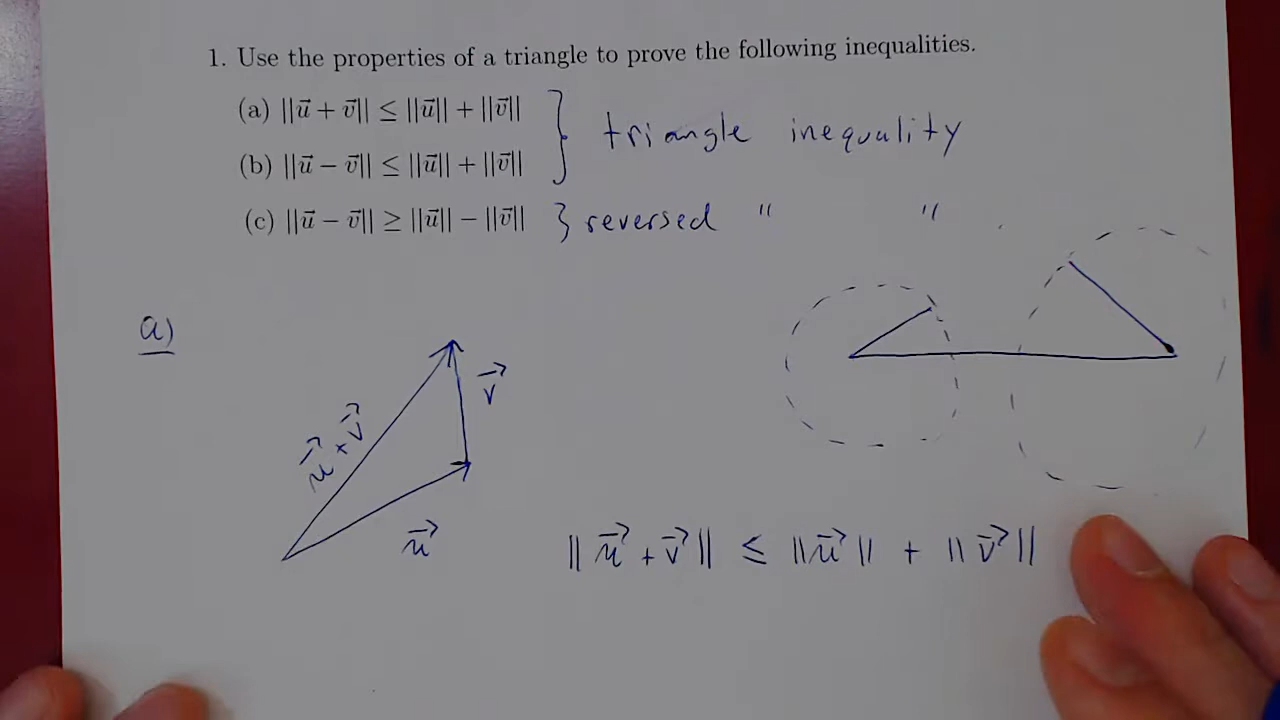 1. Use the properties of a triangle to prove the following inequalities.
(a) ||u⃗ + v⃗|| ≤ ||u⃗|| + ||v⃗||
(b) ||u⃗ − v⃗|| ≤ ||u⃗|| + ||v⃗|| } triangle inequality
(c) ||u⃗ − v⃗|| ≥ ||u⃗|| − ||v⃗|| } reversed " "
a)
v⃗
u⃗ + v⃗
u⃗
|| u⃗ + v⃗ || ≤ || u⃗ || + || v⃗ ||